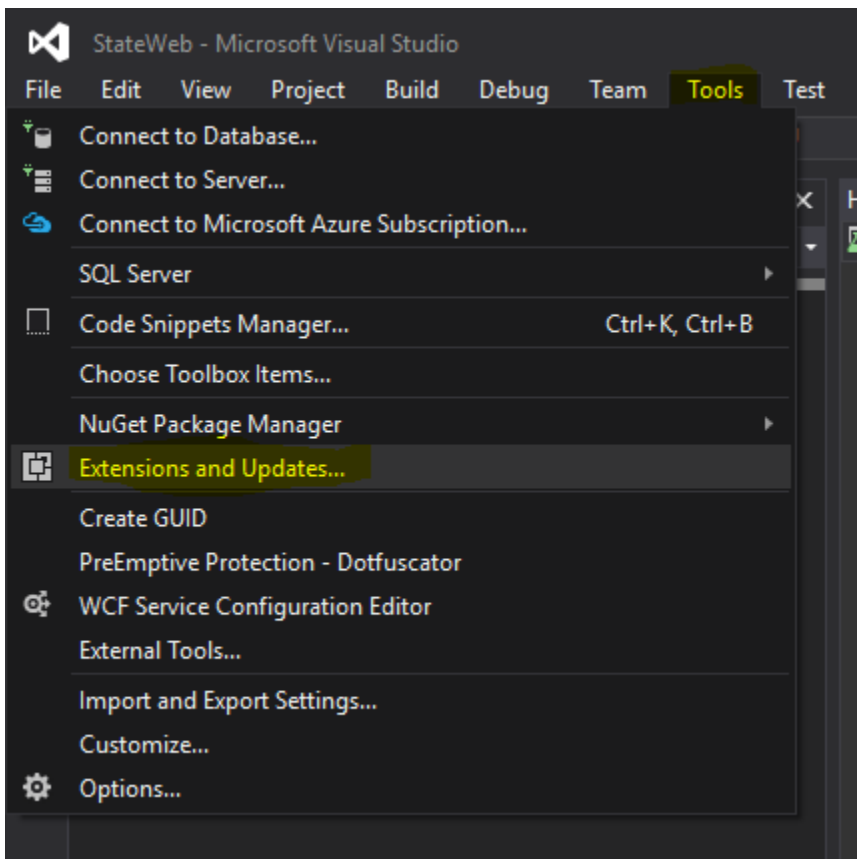 StateWeb - Microsoft Visual Studio
File Edit View Project Build Debug Team Tools Test
Connect to Database...
Connect to Server...
Connect to Microsoft Azure Subscription...
SQL Server
Code Snippets Manager... Ctrl+K, Ctrl+B
Choose Toolbox Items...
NuGet Package Manager
Extensions and Updates...
Create GUID
PreEmptive Protection - Dotfuscator
WCF Service Configuration Editor
External Tools...
Import and Export Settings...
Customize...
Options...